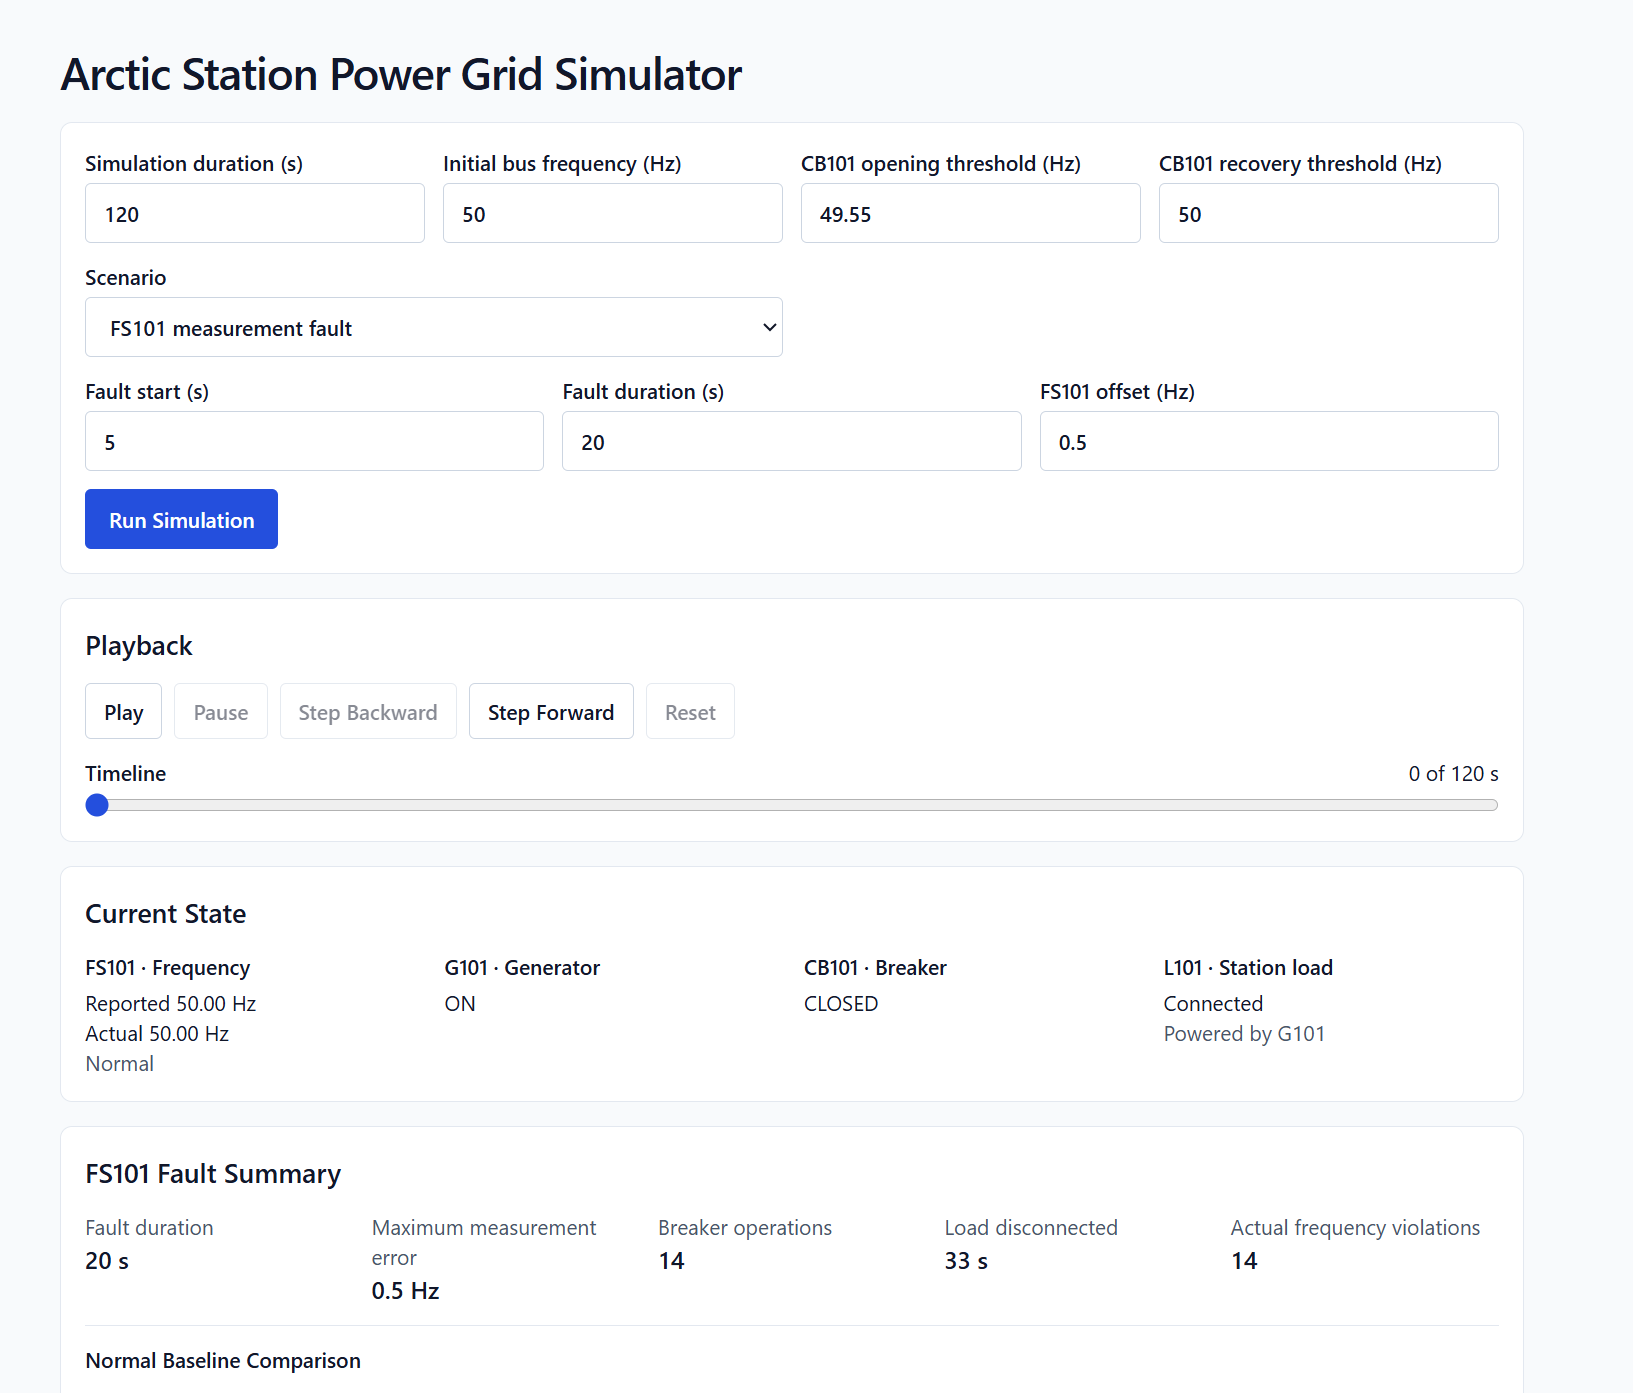 Arctic Station Power Grid Simulator
Simulation duration (s) Initial bus frequency (Hz) CB101 opening threshold (Hz) CB101 recovery threshold (Hz)
120 50 49.55 50
Scenario
FS101 measurement fault
Fault start (s) Fault duration (s) FS101 offset (Hz)
5 20 0.5
Run Simulation
Playback
Play Pause Step Backward Step Forward Reset
Timeline 0 of 120 s
Current State
FS101 · Frequency G101 · Generator CB101 · Breaker L101 · Station load
Reported 50.00 Hz ON CLOSED Connected
Actual 50.00 Hz Powered by G101
Normal
FS101 Fault Summary
Fault duration Maximum measurement Breaker operations Load disconnected Actual frequency violations
20 s error 14 33 s 14
0.5 Hz
Normal Baseline Comparison